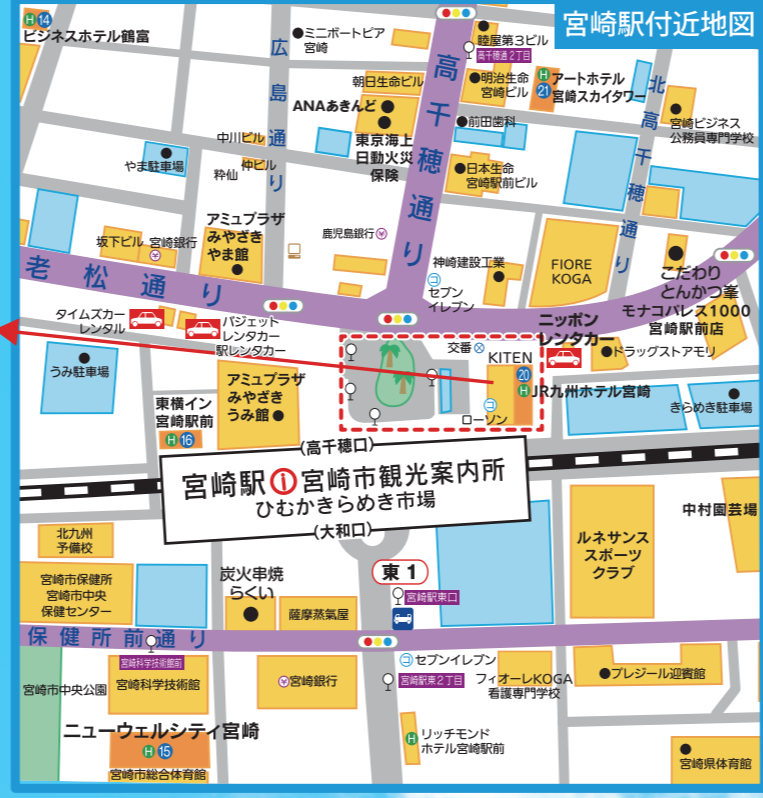 宮崎駅付近地図
H 14
ビジネスホテル鶴富
ミニボートピア
宮崎
広島通り
朝日生命ビル
ANAあきんど
東京海上
日動火災
保険
高千穂通り
睦屋第3ビル
高千穂通2丁目
明治生命
宮崎ビル
H
21
アートホテル
宮崎スカイタワー
北高千穂通り
宮崎ビジネス
公務員専門学校
前田歯科
日本生命
宮崎駅前ビル
中川ビル
仲ビル
粋仙
やま駐車場
アミュプラザ
みやざき
やま館
坂下ビル
宮崎銀行
鹿児島銀行
老松通り
神崎建設工業
セブン
イレブン
FIORE
KOGA
こだわり
とんかつ峯
モナコパレス1000
宮崎駅前店
タイムズカー
レンタル
バジェット
レンタカー
駅レンタカー
ニッポン
レンタカー
ドラッグストアモリ
交番
KITEN
20
H
JR九州ホテル宮崎
ローソン
うみ駐車場
東横イン
宮崎駅前
H 16
アミュプラザ
みやざき
うみ館
きらめき駐車場
(高千穂口)
宮崎駅 i 宮崎市観光案内所
ひむかきらめき市場
(大和口)
中村園芸場
北九州
予備校
ルネサンス
スポーツ
クラブ
宮崎市保健所
宮崎市中央
保健センター
炭火串焼
らくい
薩摩蒸氣屋
東1
宮崎駅東口
保健所前通り
宮崎科学技術館前
宮崎市中央公園
宮崎科学技術館
宮崎銀行
セブンイレブン
宮崎駅東2丁目
フィオーレKOGA
看護専門学校
プレジール迎賓館
ニューウェルシティ宮崎
H 15
宮崎市総合体育館
H
リッチモンド
ホテル宮崎駅前
宮崎県体育館